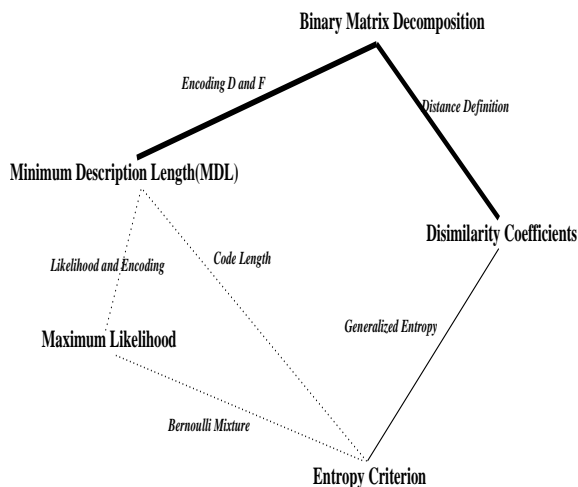 Binary Matrix Decomposition
Encoding D and F
Distance Definition
Minimum Description Length(MDL)
Disimilarity Coefficients
Likelihood and Encoding
Code Length
Generalized Entropy
Maximum Likelihood
Bernoulli Mixture
Entropy Criterion